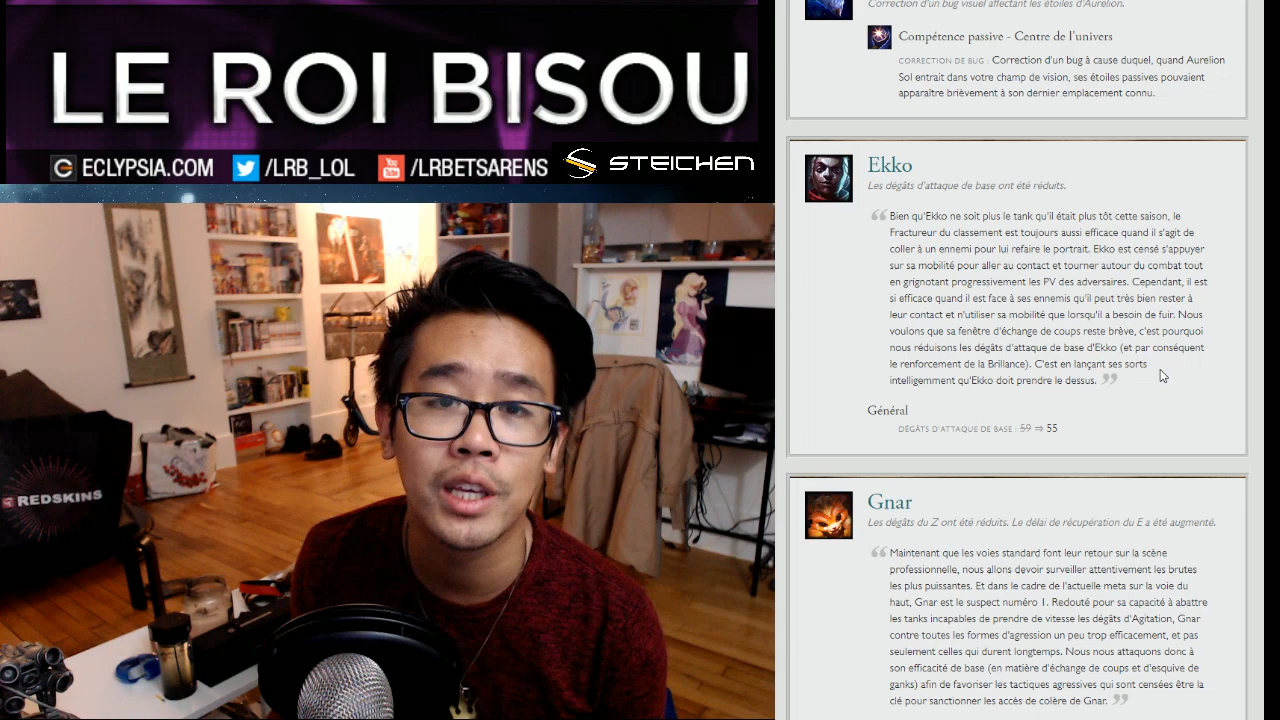 LE ROI BISOU
ECLYPSIA.COM /LRB_LOL You Tube /LRBETSARENS STEICHEN
REDSKINS
Correction d'un bug visuel affectant les étoiles d'Aurelion.
Compétence passive - Centre de l'univers
CORRECTION DE BUG : Correction d'un bug à cause duquel, quand Aurelion
Sol entrait dans votre champ de vision, ses étoiles passives pouvaient
apparaître brièvement à son dernier emplacement connu.
Ekko
Les dégâts d'attaque de base ont été réduits.
Bien qu'Ekko ne soit plus le tank qu'il était plus tôt cette saison, le
Fractureur du classement est toujours aussi efficace quand il s'agit de
coller à un ennemi pour lui refaire le portrait. Ekko est censé s'appuyer
sur sa mobilité pour aller au contact et tourner autour du combat tout
en grignotant progressivement les PV des adversaires. Cependant, il est
si efficace quand il est face à ses ennemis qu'il peut très bien rester à
leur contact et n'utiliser sa mobilité que lorsqu'il a besoin de fuir. Nous
voulons que sa fenêtre d'échange de coups reste brève, c'est pourquoi
nous réduisons les dégâts d'attaque de base d'Ekko (et par conséquent
le renforcement de la Brillance). C'est en lançant ses sorts
intelligemment qu'Ekko doit prendre le dessus.
Général
DÉGÂTS D'ATTAQUE DE BASE : 59 ⇒ 55
Gnar
Les dégâts du Z ont été réduits. Le délai de récupération du E a été augmenté.
Maintenant que les voies standard font leur retour sur la scène
professionnelle, nous allons devoir surveiller attentivement les brutes
les plus puissantes. Et dans le cadre de l'actuelle meta sur la voie du
haut, Gnar est le suspect numéro 1. Redouté pour sa capacité à abattre
les tanks incapables de prendre de vitesse les dégâts d'Agitation, Gnar
contre toutes les formes d'agression un peu trop efficacement, et pas
seulement celles qui durent longtemps. Nous nous attaquons donc à
son efficacité de base (en matière d'échange de coups et d'esquive de
ganks) afin de favoriser les tactiques agressives qui sont censées être la
clé pour sanctionner les accès de colère de Gnar.